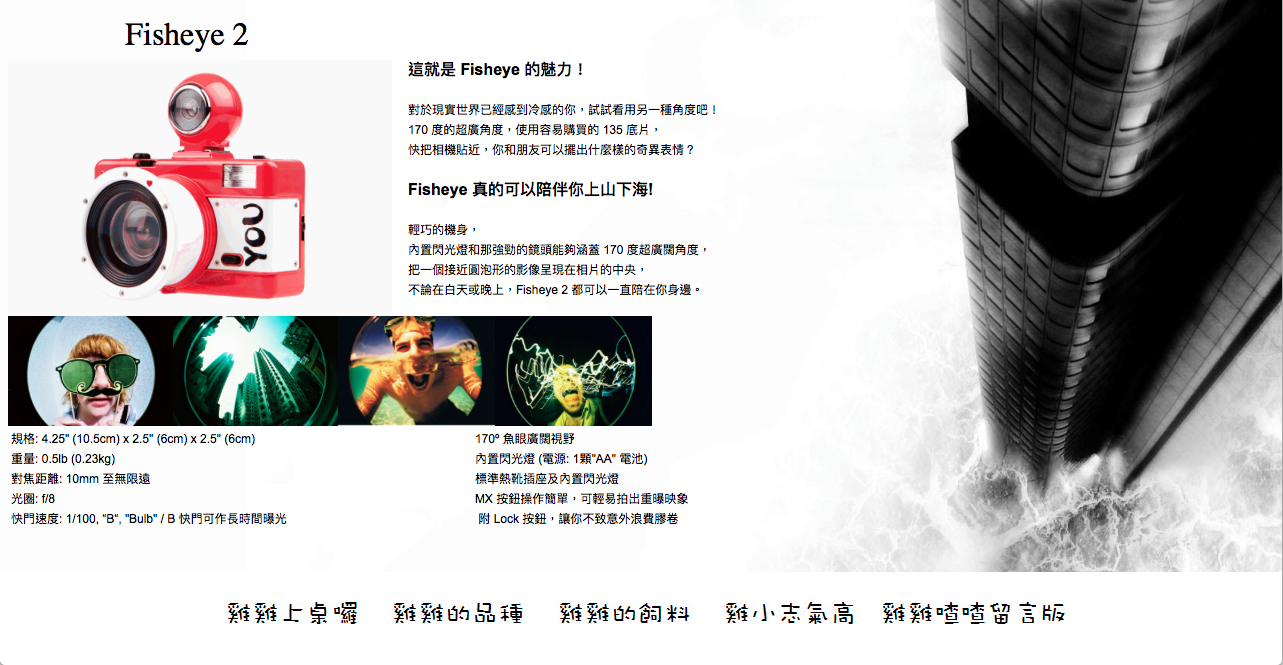 Fisheye 2
這就是 Fisheye 的魅力！
對於現實世界已經感到冷感的你，試試看用另一種角度吧！
170 度的超廣角度，使用容易購買的 135 底片，
快把相機貼近，你和朋友可以擺出什麼樣的奇異表情？
Fisheye 真的可以陪伴你上山下海!
輕巧的機身，
內置閃光燈和那強勁的鏡頭能夠涵蓋 170 度超廣闊角度，
把一個接近圓泡形的影像呈現在相片的中央，
不論在白天或晚上，Fisheye 2 都可以一直陪在你身邊。
YOU
規格: 4.25" (10.5cm) x 2.5" (6cm) x 2.5" (6cm)
重量: 0.5lb (0.23kg)
對焦距離: 10mm 至無限遠
光圈: f/8
快門速度: 1/100, "B", "Bulb" / B 快門可作長時間曝光
170º 魚眼廣闊視野
內置閃光燈 (電源: 1顆"AA" 電池)
標準熱靴插座及內置閃光燈
MX 按鈕操作簡單，可輕易拍出重曝映象
附 Lock 按鈕，讓你不致意外浪費膠卷
雞雞上桌囉 雞雞的品種 雞雞的飼料 雞小志氣高 雞雞喳喳留言版